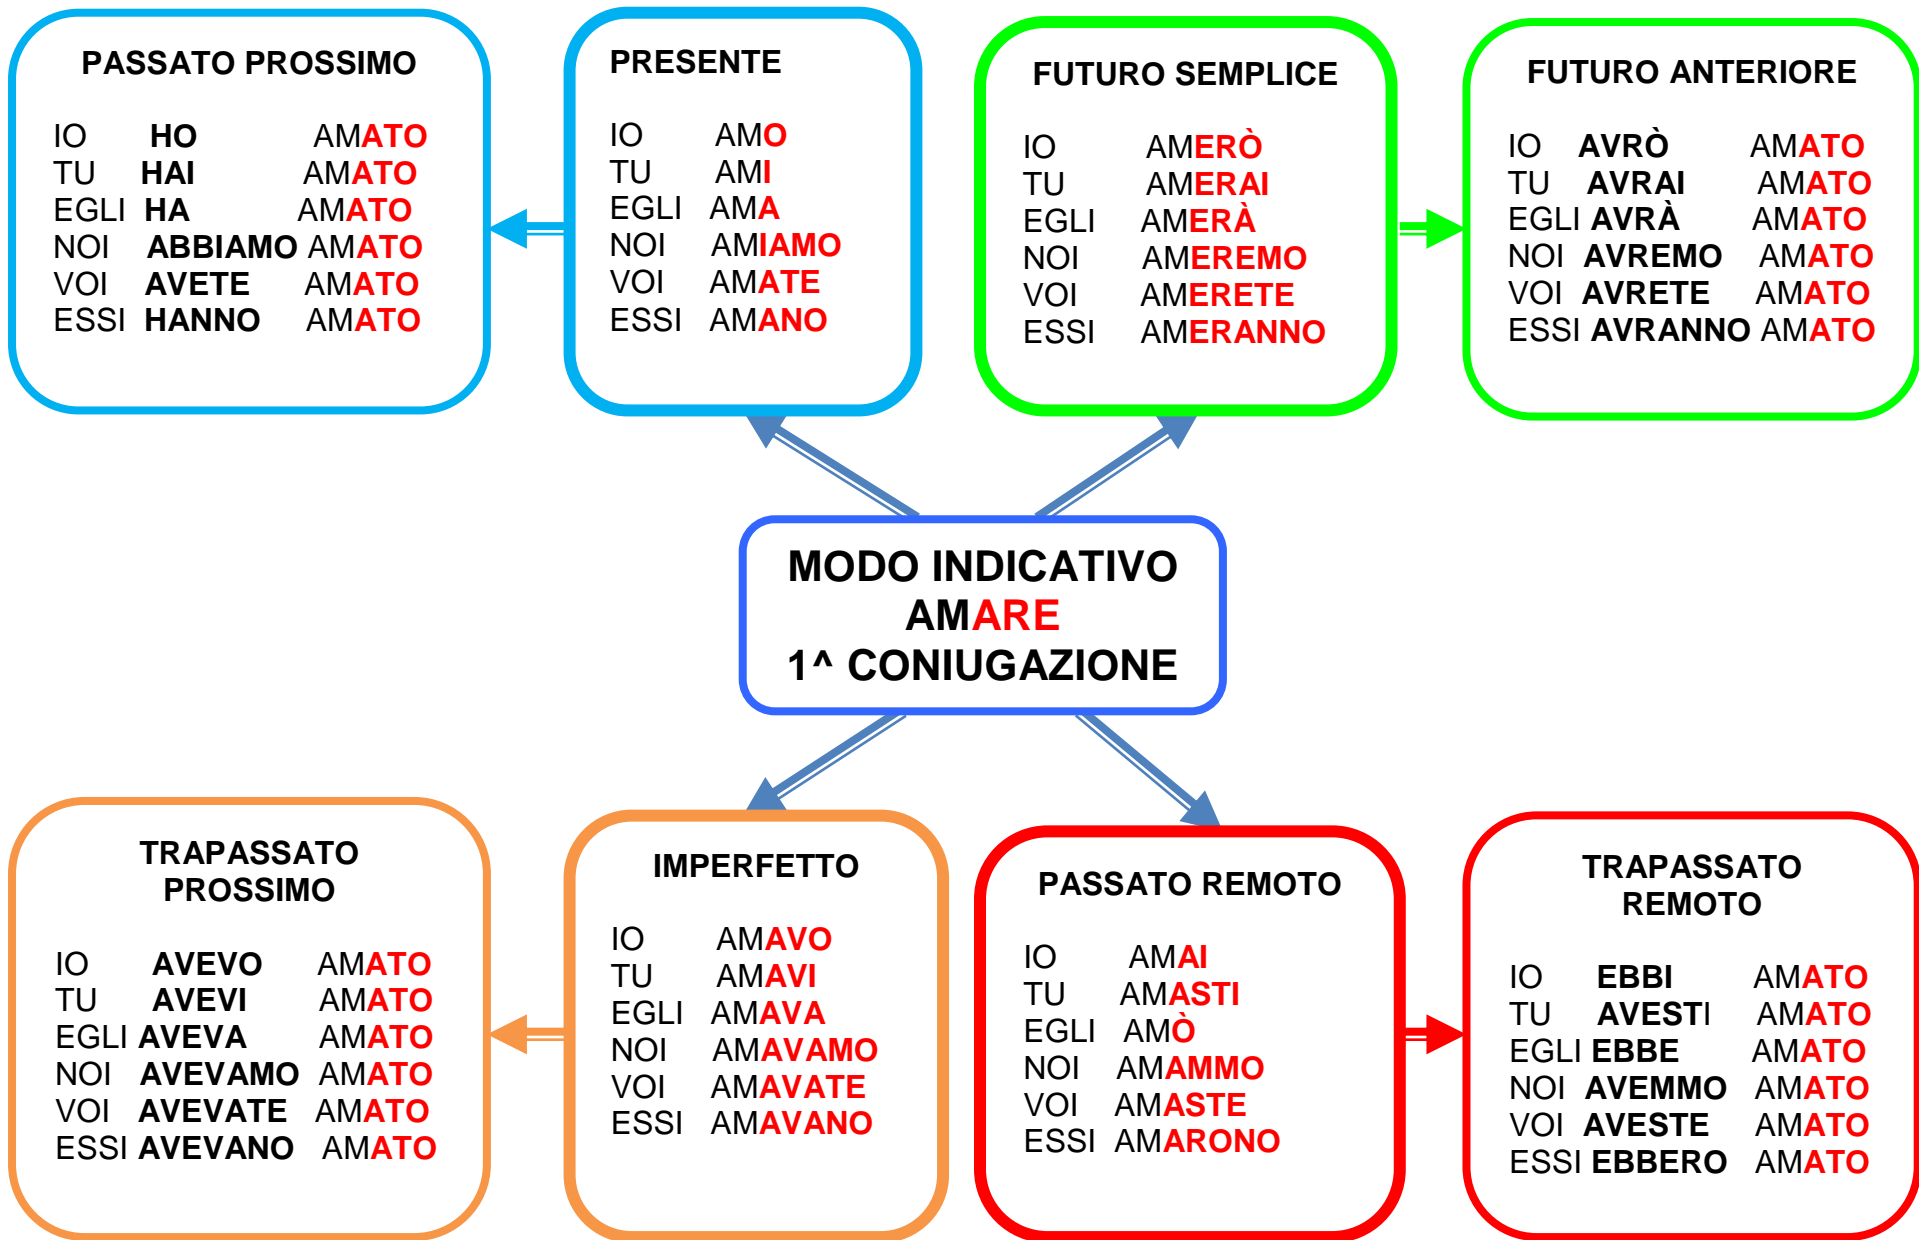 PASSATO PROSSIMO
IO HO AMATO
TU HAI AMATO
EGLI HA AMATO
NOI ABBIAMO AMATO
VOI AVETE AMATO
ESSI HANNO AMATO
PRESENTE
IO AMO
TU AMI
EGLI AMA
NOI AMIAMO
VOI AMATE
ESSI AMANO
FUTURO SEMPLICE
IO AMERÒ
TU AMERAI
EGLI AMERÀ
NOI AMEREMO
VOI AMERETE
ESSI AMERANNO
FUTURO ANTERIORE
IO AVRÒ AMATO
TU AVRAI AMATO
EGLI AVRÀ AMATO
NOI AVREMO AMATO
VOI AVRETE AMATO
ESSI AVRANNO AMATO
MODO INDICATIVO
AMARE
1^ CONIUGAZIONE
TRAPASSATO
PROSSIMO
IO AVEVO AMATO
TU AVEVI AMATO
EGLI AVEVA AMATO
NOI AVEVAMO AMATO
VOI AVEVATE AMATO
ESSI AVEVANO AMATO
IMPERFETTO
IO AMAVO
TU AMAVI
EGLI AMAVA
NOI AMAVAMO
VOI AMAVATE
ESSI AMAVANO
PASSATO REMOTO
IO AMAI
TU AMASTI
EGLI AMÒ
NOI AMAMMO
VOI AMASTE
ESSI AMARONO
TRAPASSATO
REMOTO
IO EBBI AMATO
TU AVESTI AMATO
EGLI EBBE AMATO
NOI AVEMMO AMATO
VOI AVESTE AMATO
ESSI EBBERO AMATO